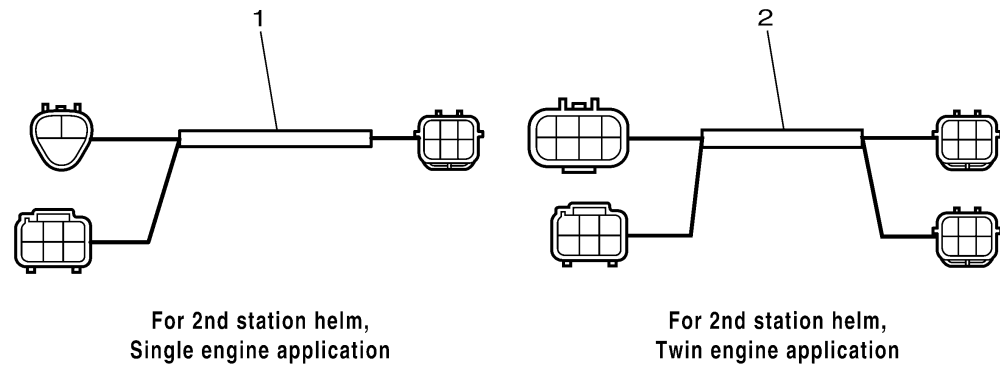 1
2
For 2nd station helm,
Single engine application
For 2nd station helm,
Twin engine application